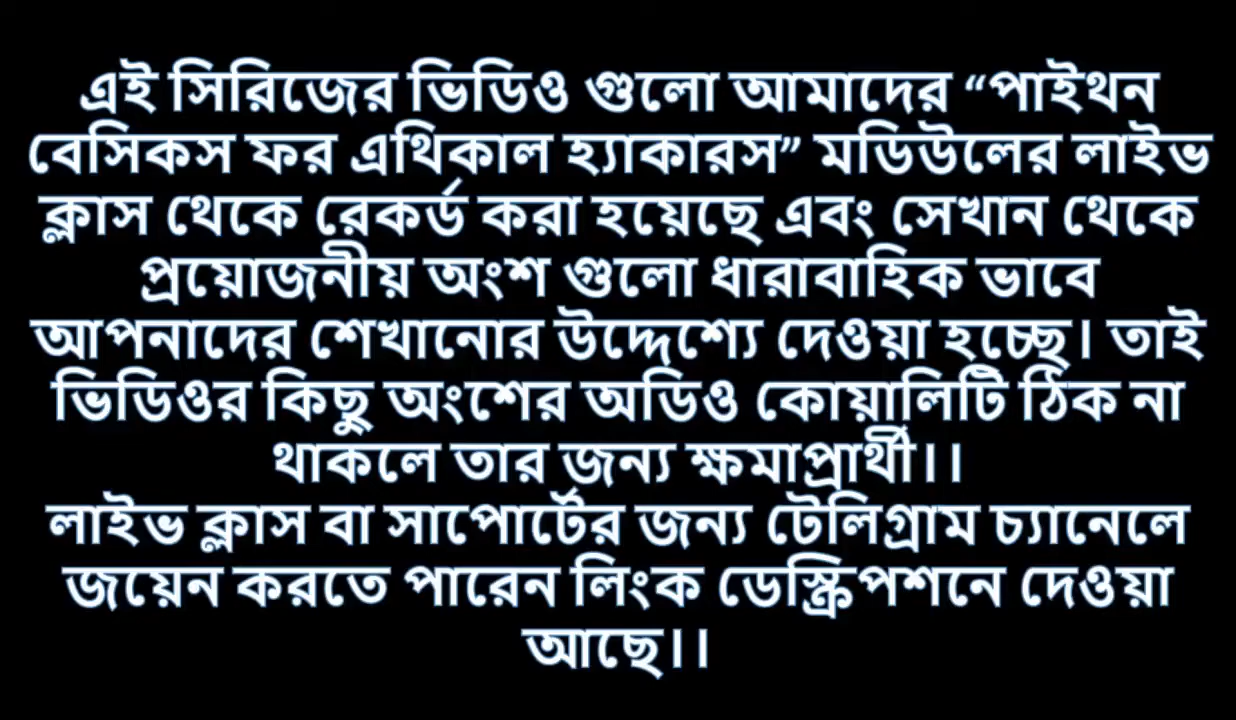 এই সিরিজের ভিডিও গুলো আমাদের “পাইথন
বেসিকস ফর এথিকাল হ্যাকারস” মডিউলের লাইভ
ক্লাস থেকে রেকর্ড করা হয়েছে এবং সেখান থেকে
প্রয়োজনীয় অংশ গুলো ধারাবাহিক ভাবে
আপনাদের শেখানোর উদ্দেশ্যে দেওয়া হচ্ছে। তাই
ভিডিওর কিছু অংশের অডিও কোয়ালিটি ঠিক না
থাকলে তার জন্য ক্ষমাপ্রার্থী।।
লাইভ ক্লাস বা সাপোর্টের জন্য টেলিগ্রাম চ্যানেলে
জয়েন করতে পারেন লিংক ডেস্ক্রিপশনে দেওয়া
আছে।।